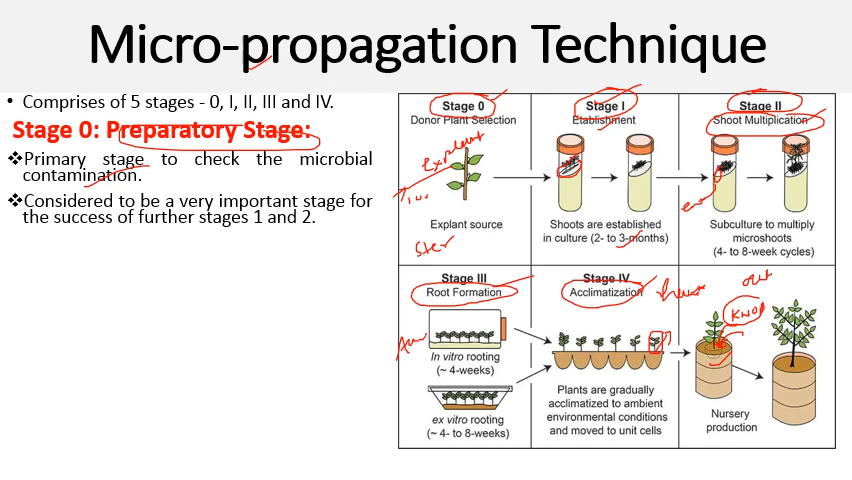 Micro-propagation Technique
• Comprises of 5 stages - 0, I, II, III and IV.
Stage 0: Preparatory Stage:
❖Primary stage to check the microbial
contamination.
❖Considered to be a very important stage for
the success of further stages 1 and 2.
Stage 0
Donor Plant Selection
Explant
Explant source
Ster
Stage I
Etablishment
Shoots are established
in culture (2- to 3-months)
Stage II
Shoot Multiplication
Subculture to multiply
microshoots
(4- to 8-week cycles)
Stage III
Root Formation
In vitro rooting
(~ 4-weeks)
ex vitro rooting
(~ 4- to 8-weeks)
Stage IV
Acclimatization
Plants are gradually
acclimatized to ambient
environmental conditions
and moved to unit cells
out
KNO
Nursery
production